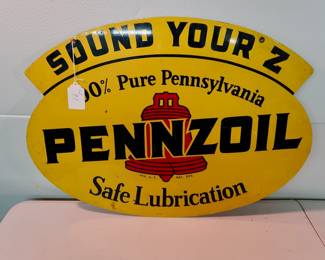 SOUND YOUR Z
00% Pure Pennsylvania
PENNZOIL
Safe Lubrication